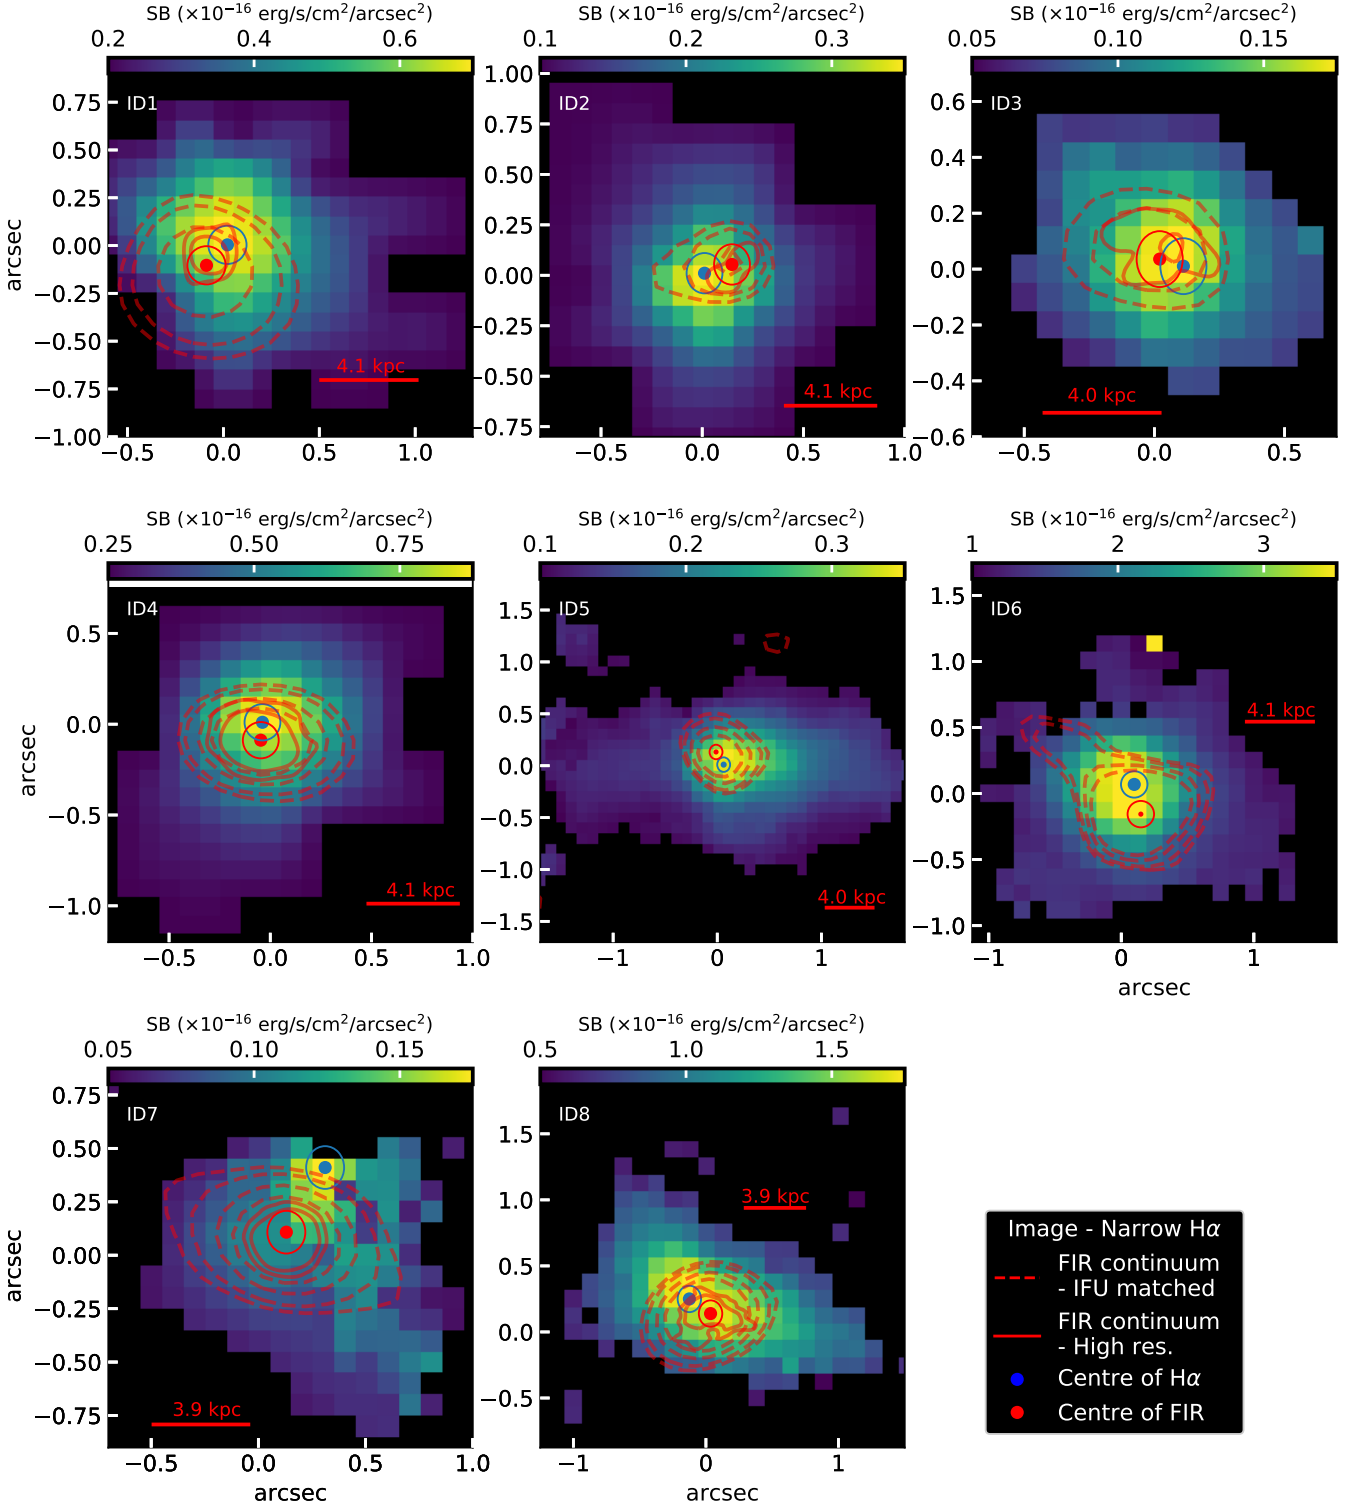 SB (×10⁻¹⁶ erg/s/cm²/arcsec²) SB (×10⁻¹⁶ erg/s/cm²/arcsec²) SB (×10⁻¹⁶ erg/s/cm²/arcsec²)
0.2 0.4 0.6 0.1 0.2 0.3 0.05 0.10 0.15
ID1
0.75
0.50
0.25
0.00
−0.25
−0.50
−0.75
−1.00
arcsec
4.1 kpc
−0.5 0.0 0.5 1.0
ID2
1.00
0.75
0.50
0.25
0.00
−0.25
−0.50
−0.75
4.1 kpc
−0.5 0.0 0.5 1.0
ID3
0.6
0.4
0.2
0.0
−0.2
−0.4
−0.6
4.0 kpc
−0.5 0.0 0.5
SB (×10⁻¹⁶ erg/s/cm²/arcsec²) SB (×10⁻¹⁶ erg/s/cm²/arcsec²) SB (×10⁻¹⁶ erg/s/cm²/arcsec²)
0.25 0.50 0.75 0.1 0.2 0.3 1 2 3
ID4
0.5
0.0
−0.5
−1.0
arcsec
4.1 kpc
−0.5 0.0 0.5 1.0
ID5
1.5
1.0
0.5
0.0
−0.5
−1.0
−1.5
4.0 kpc
−1 0 1
ID6
1.5
1.0
0.5
0.0
−0.5
−1.0
4.1 kpc
−1 0 1
arcsec
SB (×10⁻¹⁶ erg/s/cm²/arcsec²) SB (×10⁻¹⁶ erg/s/cm²/arcsec²)
0.05 0.10 0.15 0.5 1.0 1.5
ID7
0.75
0.50
0.25
0.00
−0.25
−0.50
−0.75
arcsec
3.9 kpc
−0.5 0.0 0.5 1.0
arcsec
ID8
1.5
1.0
0.5
0.0
−0.5
3.9 kpc
−1 0 1
arcsec
Image - Narrow Hα
FIR continuum
- IFU matched
FIR continuum
- High res.
Centre of Hα
Centre of FIR